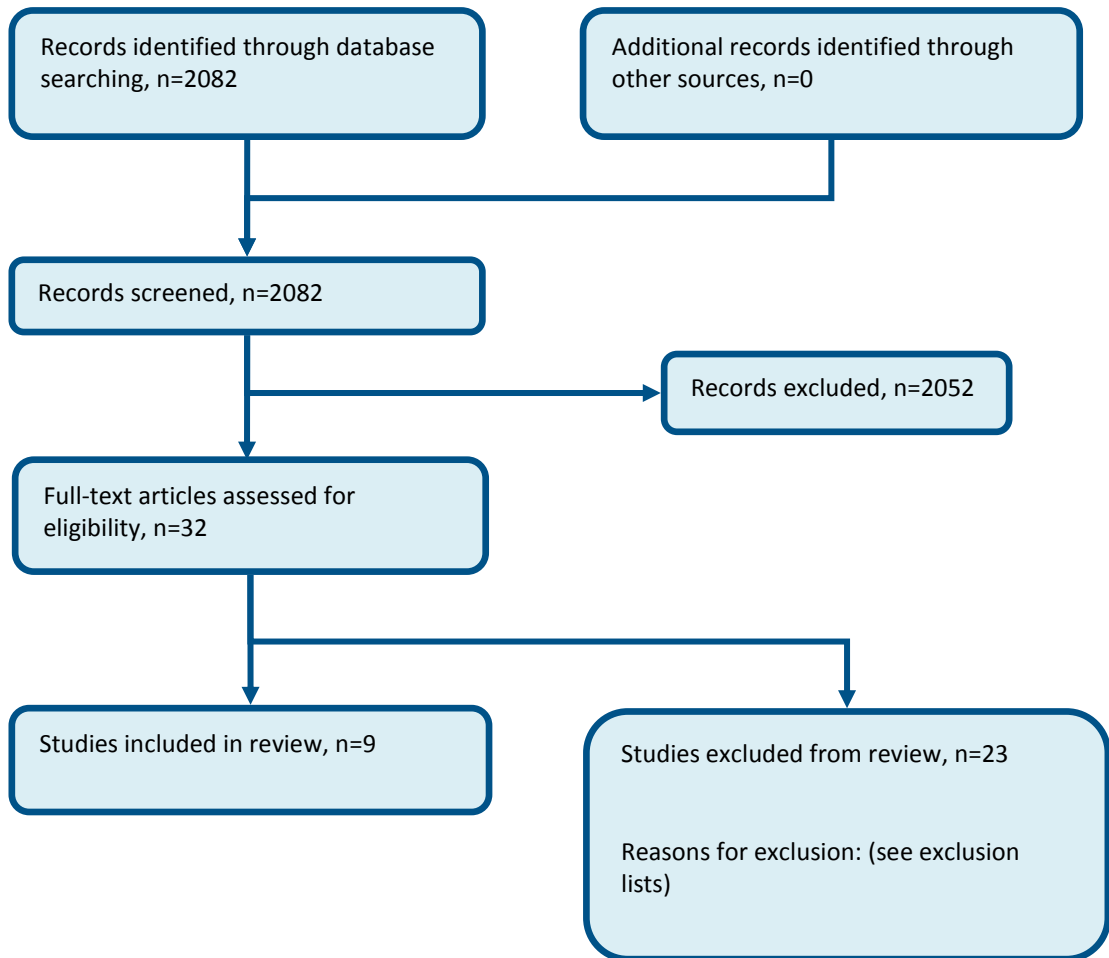 Records identified through database
searching, n=2082
Additional records identified through
other sources, n=0
Records screened, n=2082
Records excluded, n=2052
Full-text articles assessed for
eligibility, n=32
Studies included in review, n=9
Studies excluded from review, n=23
Reasons for exclusion: (see exclusion
lists)